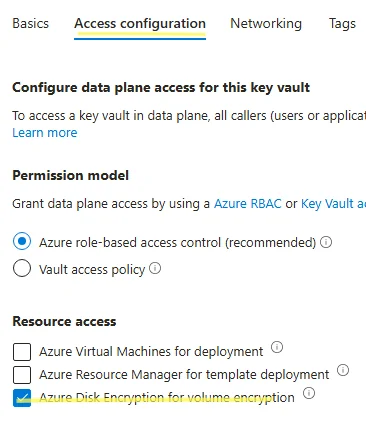 Basics Access configuration Networking Tags
Configure data plane access for this key vault
To access a key vault in data plane, all callers (users or applicat
Learn more
Permission model
Grant data plane access by using a Azure RBAC or Key Vault ac
Azure role-based access control (recommended)
Vault access policy
Resource access
Azure Virtual Machines for deployment
Azure Resource Manager for template deployment
Azure Disk Encryption for volume encryption